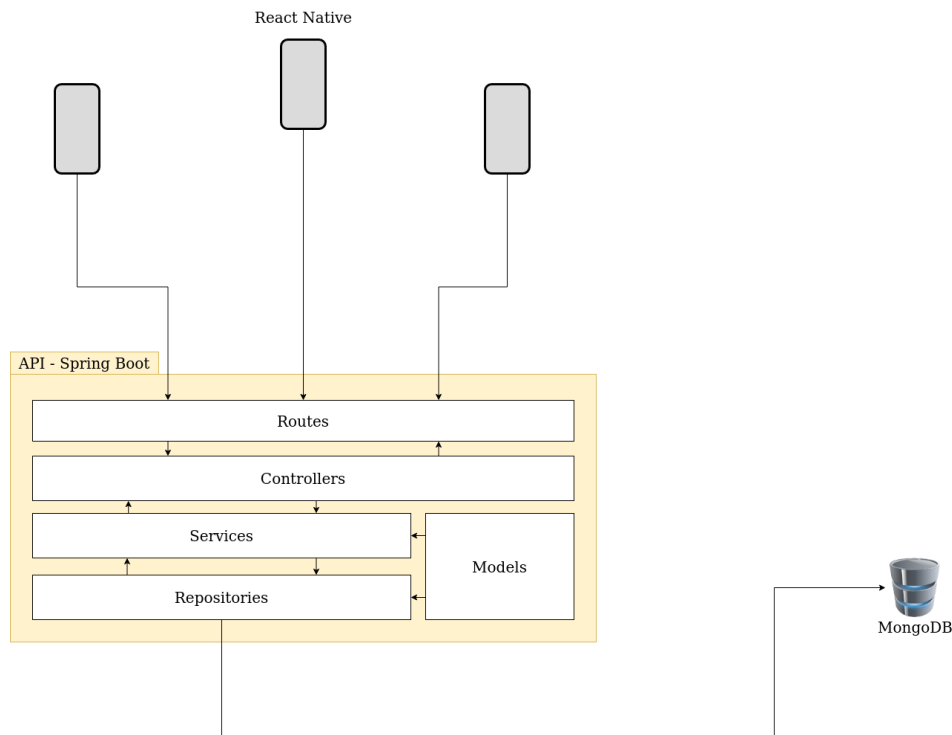 React Native
API - Spring Boot
Routes
Controllers
Services
Models
Repositories
MongoDB